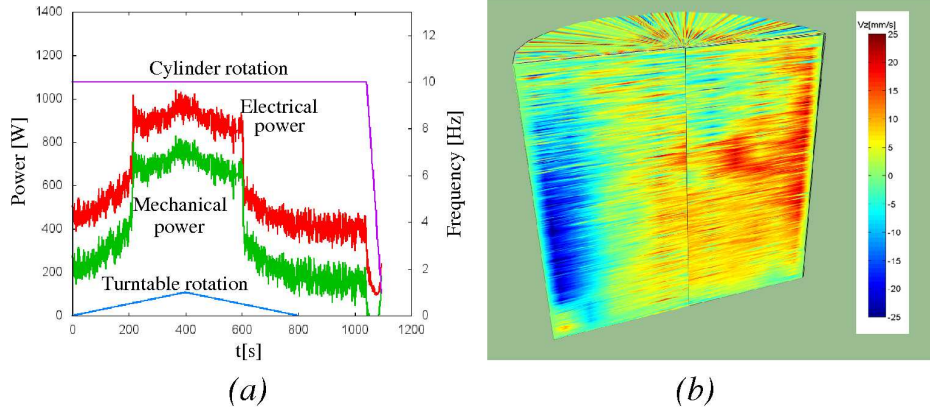 1400
1200
1000
800
600
400
200
0
Power [W]
12
10
8
6
4
2
0
Frequency [Hz]
Cylinder rotation
Electrical
power
Mechanical
power
Turntable rotation
0 200 400 600 800 1000 1200
t[s]
(a)
Vz[mm/s]
25
20
15
10
5
0
-5
-10
-15
-20
-25
(b)